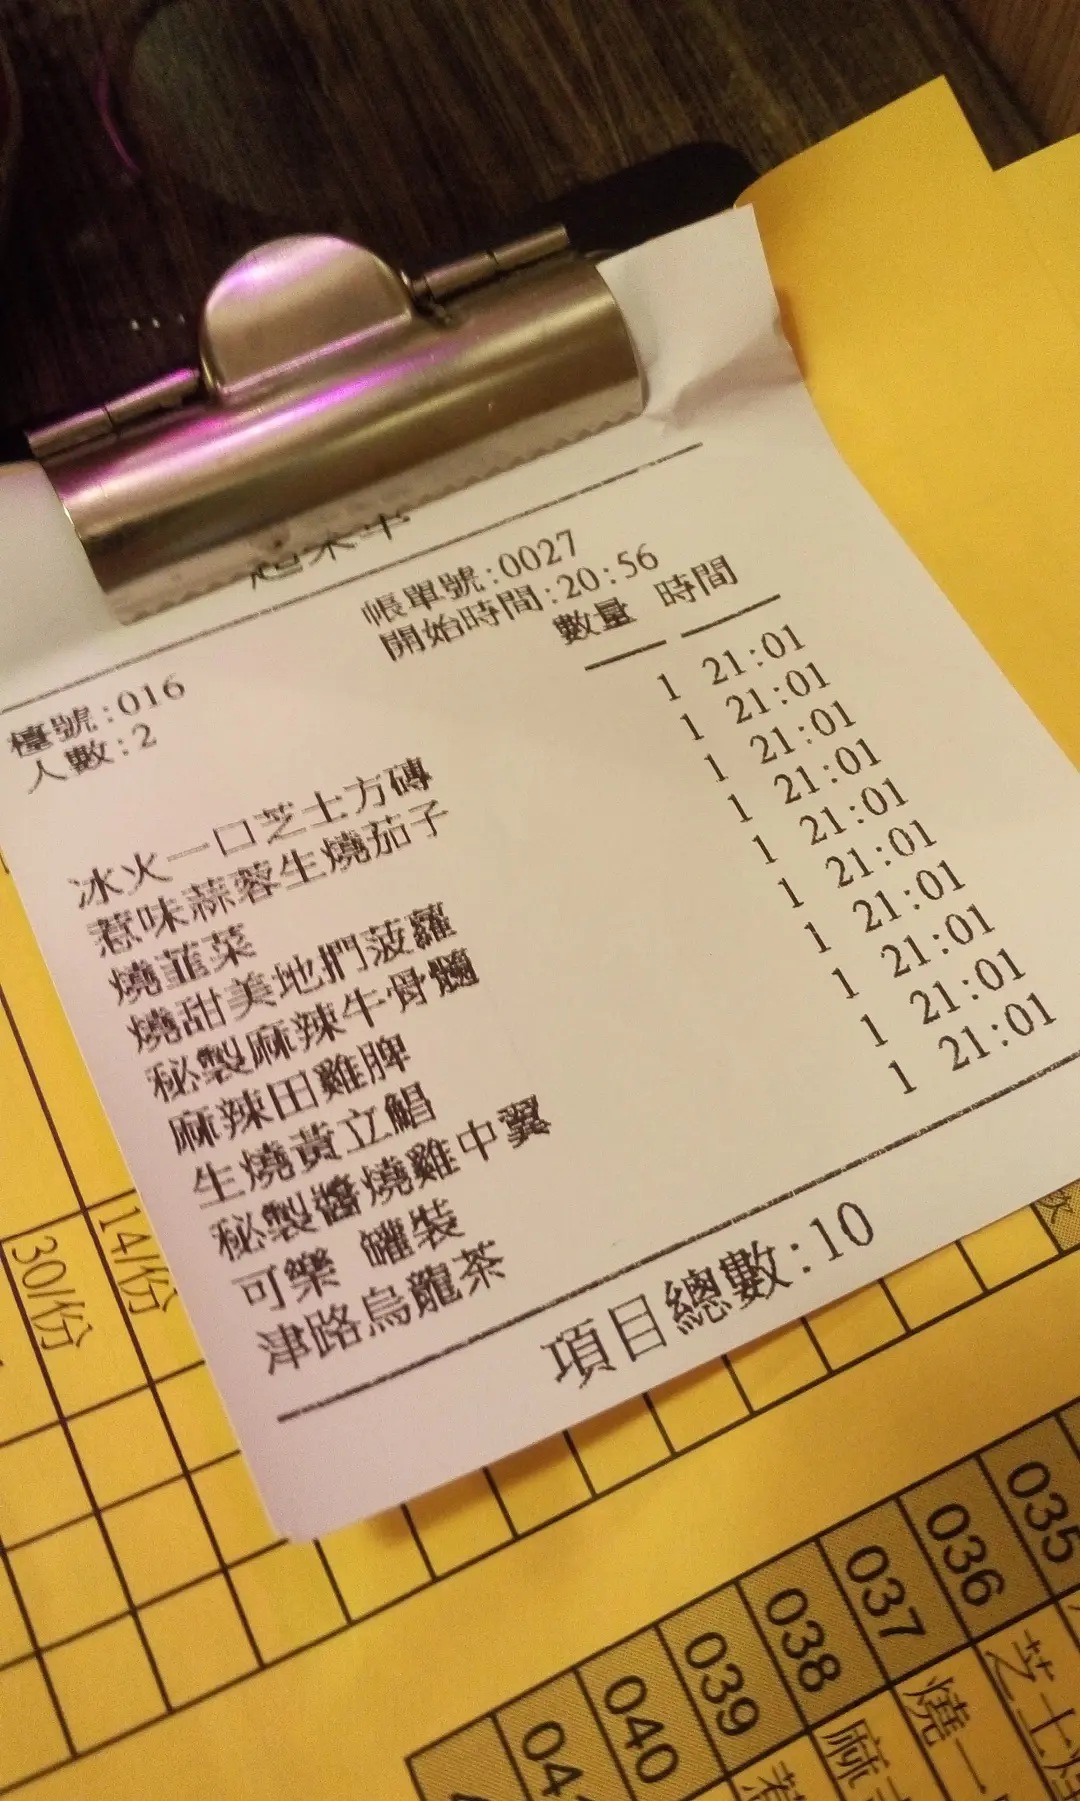 帳單號:0027
檯號:016 開始時間:20:56
人數:2 數量 時間
冰火一口芝士方磚 1 21:01
惹味蒜蓉生燒茄子 1 21:01
燒韮菜 1 21:01
燒甜美地捫菠蘿 1 21:01
秘製麻辣牛骨髓 1 21:01
麻辣田雞脾 1 21:01
生燒黃立鯧 1 21:01
秘製醬燒雞中翼 1 21:01
可樂 罐裝 1 21:01
津路烏龍茶 1 21:01
項目總數:10
14/份
30/份
035
036
037
038
039
040
04
芝士
燒一
麻